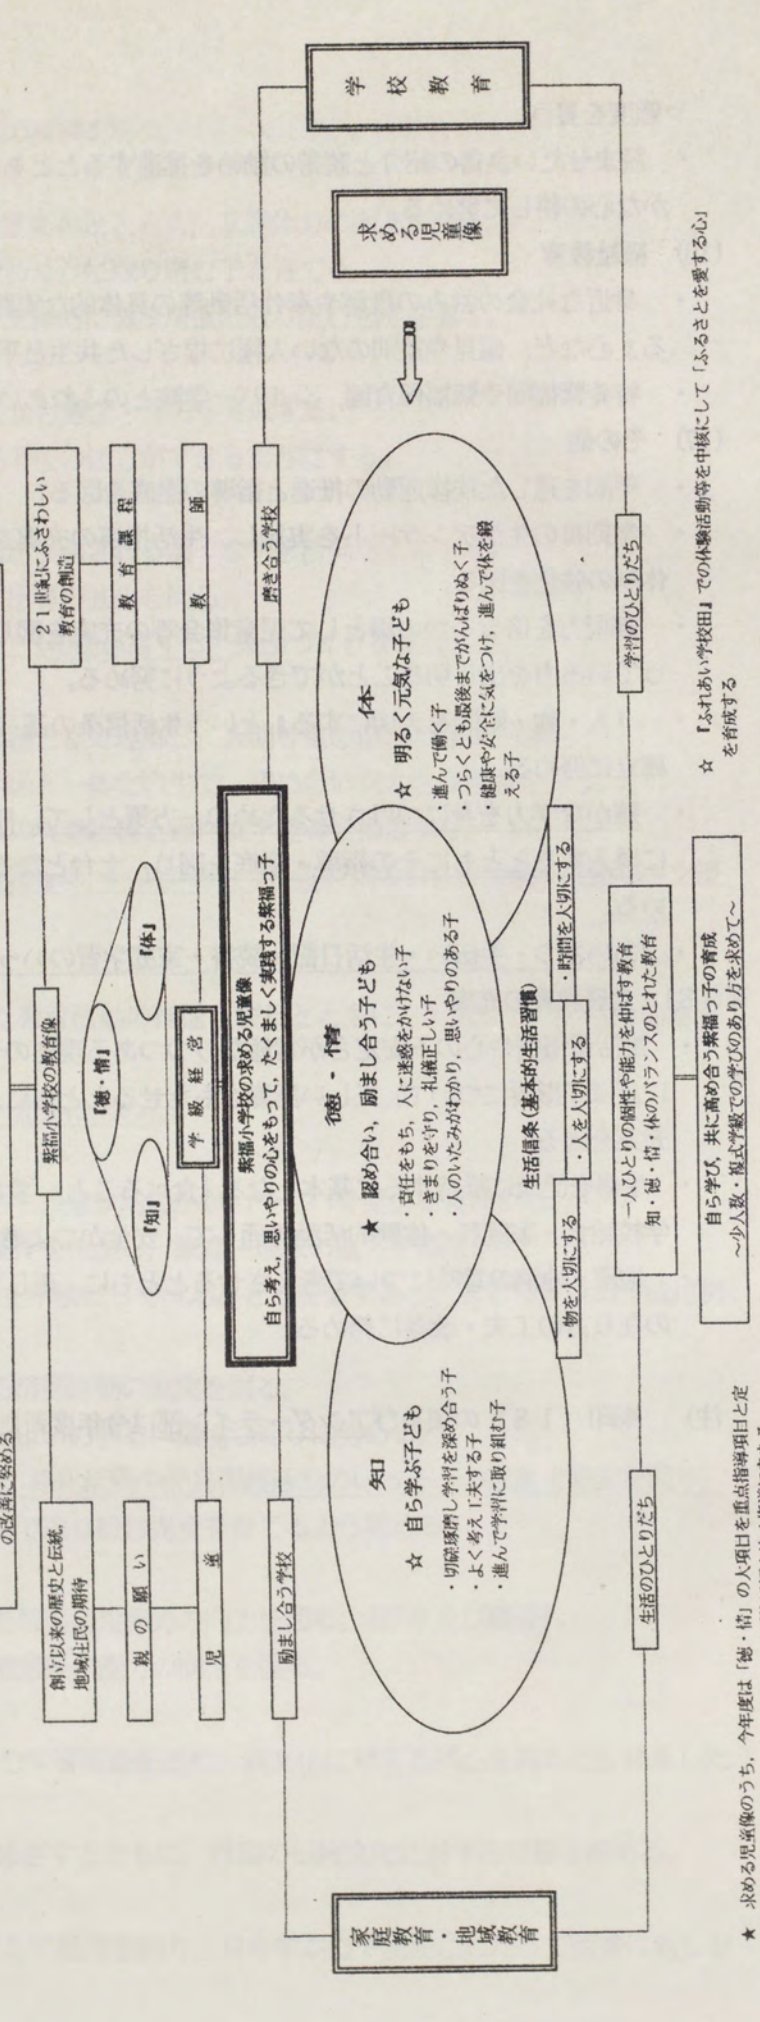 の改善に努める
紫福小学校の教育像
創立以来の歴史と伝統,
地域住民の期待
２１世紀にふさわしい
教育の創造
『徳・情』
『知』
『体』
親の願い
教育課程
児童
学級経営
教師
紫福小学校の求める児童像
自ら考え,思いやりの心をもって,たくましく実践する紫福っ子
励まし合う学校
磨き合う学校
家庭教育・地域教育
求める児童像
学校教育
知
☆ 自ら学ぶ子ども
・切磋琢磨し学習を深め合う子
・よく考え工夫する子
・進んで学習に取り組む子
徳・情
★ 認め合い,励まし合う子ども
・責任をもち,人に迷惑をかけない子
・きまりを守り,礼儀正しい子
・人のいたみがわかり,思いやりのある子
体
☆ 明るく元気な子ども
・進んで働く子
・つらくとも最後までがんばりぬく子
・健康や安全に気をつけ,進んで体を鍛
える子
生活信条(基本的生活習慣)
・物を大切にする
・人を大切にする
・時間を大切にする
生活のひとりだち
学習のひとりだち
一人ひとりの個性や能力を伸ばす教育
知・徳・情・体のバランスのとれた教育
自ら学び,共に高め合う紫福っ子の育成
～少人数・複式学級での学びのあり方を求めて～
★ 求める児童像のうち,今年度は「徳・情」の大項目を重点指導項目と定
☆ 『ふれあい学校田』での体験活動等を中核にして「ふるさとを愛する心」
を育成する